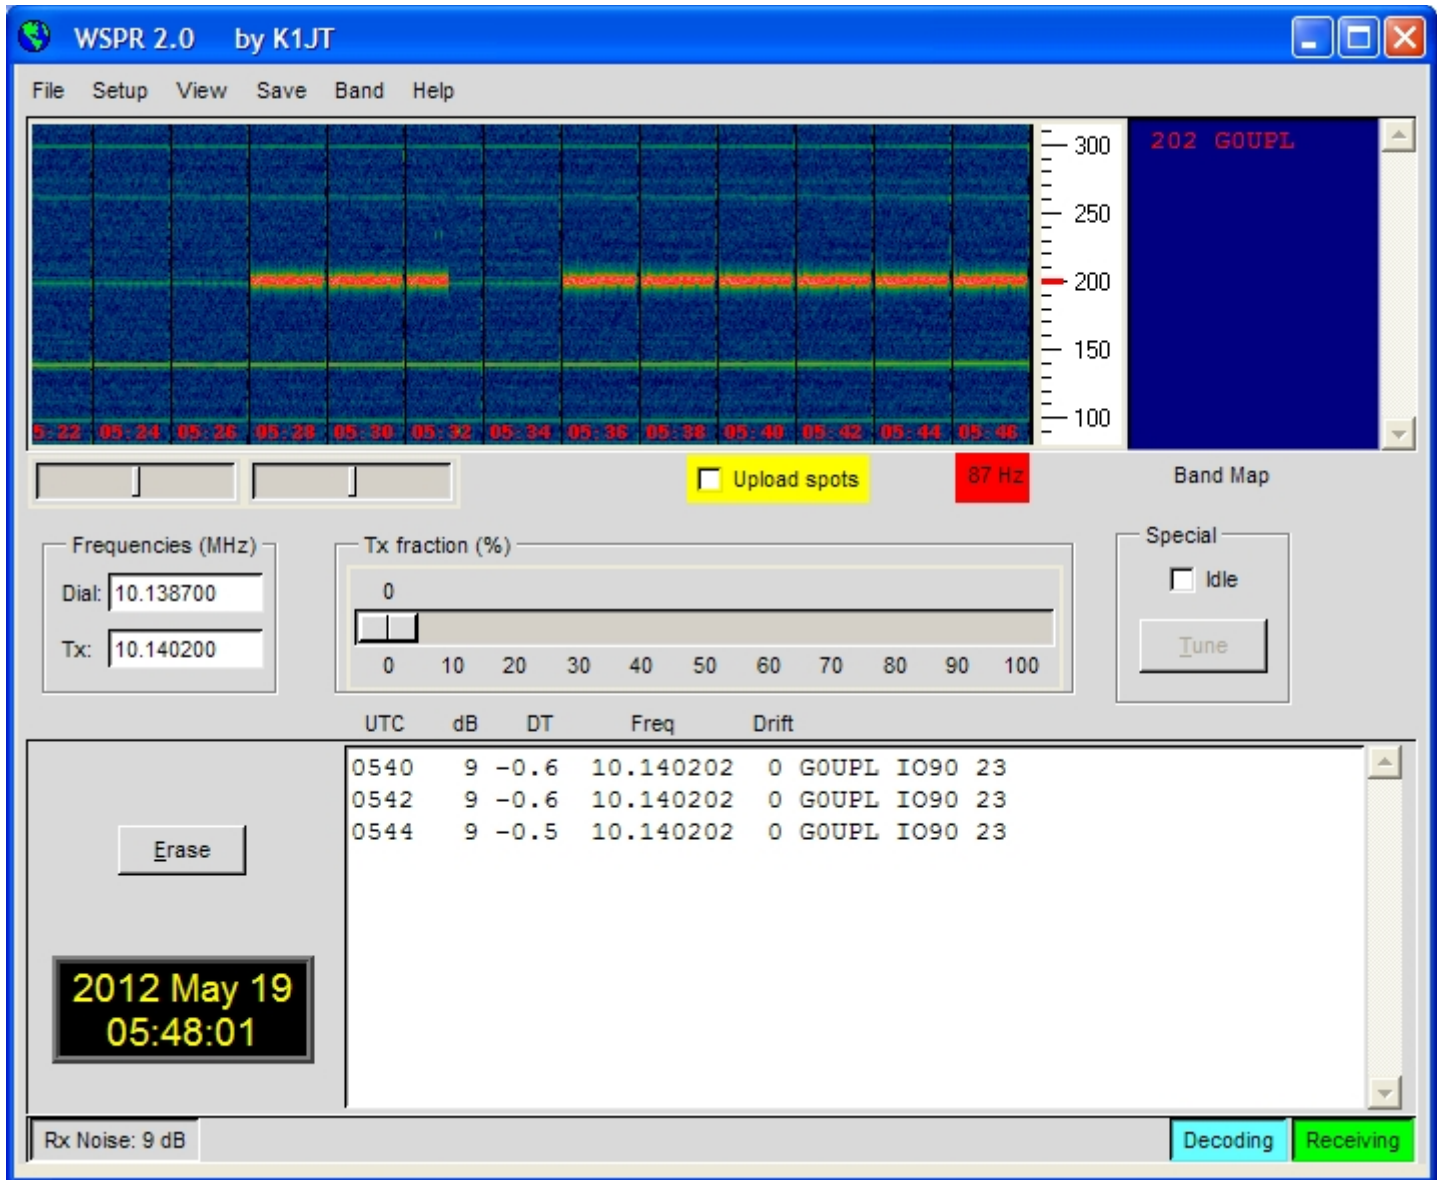 WSPR 2.0 by K1JT
File Setup View Save Band Help
300
250
200
150
100
202 G0UPL
5:22 05:24 05:26 05:28 05:30 05:32 05:34 05:36 05:38 05:40 05:42 05:44 05:46
Upload spots
87 Hz
Band Map
Frequencies (MHz)
Dial: 10.138700
Tx: 10.140200
Tx fraction (%)
0
0 10 20 30 40 50 60 70 80 90 100
Special
Idle
Tune
UTC dB DT Freq Drift
0540 9 -0.6 10.140202 0 G0UPL IO90 23
0542 9 -0.6 10.140202 0 G0UPL IO90 23
0544 9 -0.5 10.140202 0 G0UPL IO90 23
Erase
2012 May 19
05:48:01
Rx Noise: 9 dB
Decoding
Receiving